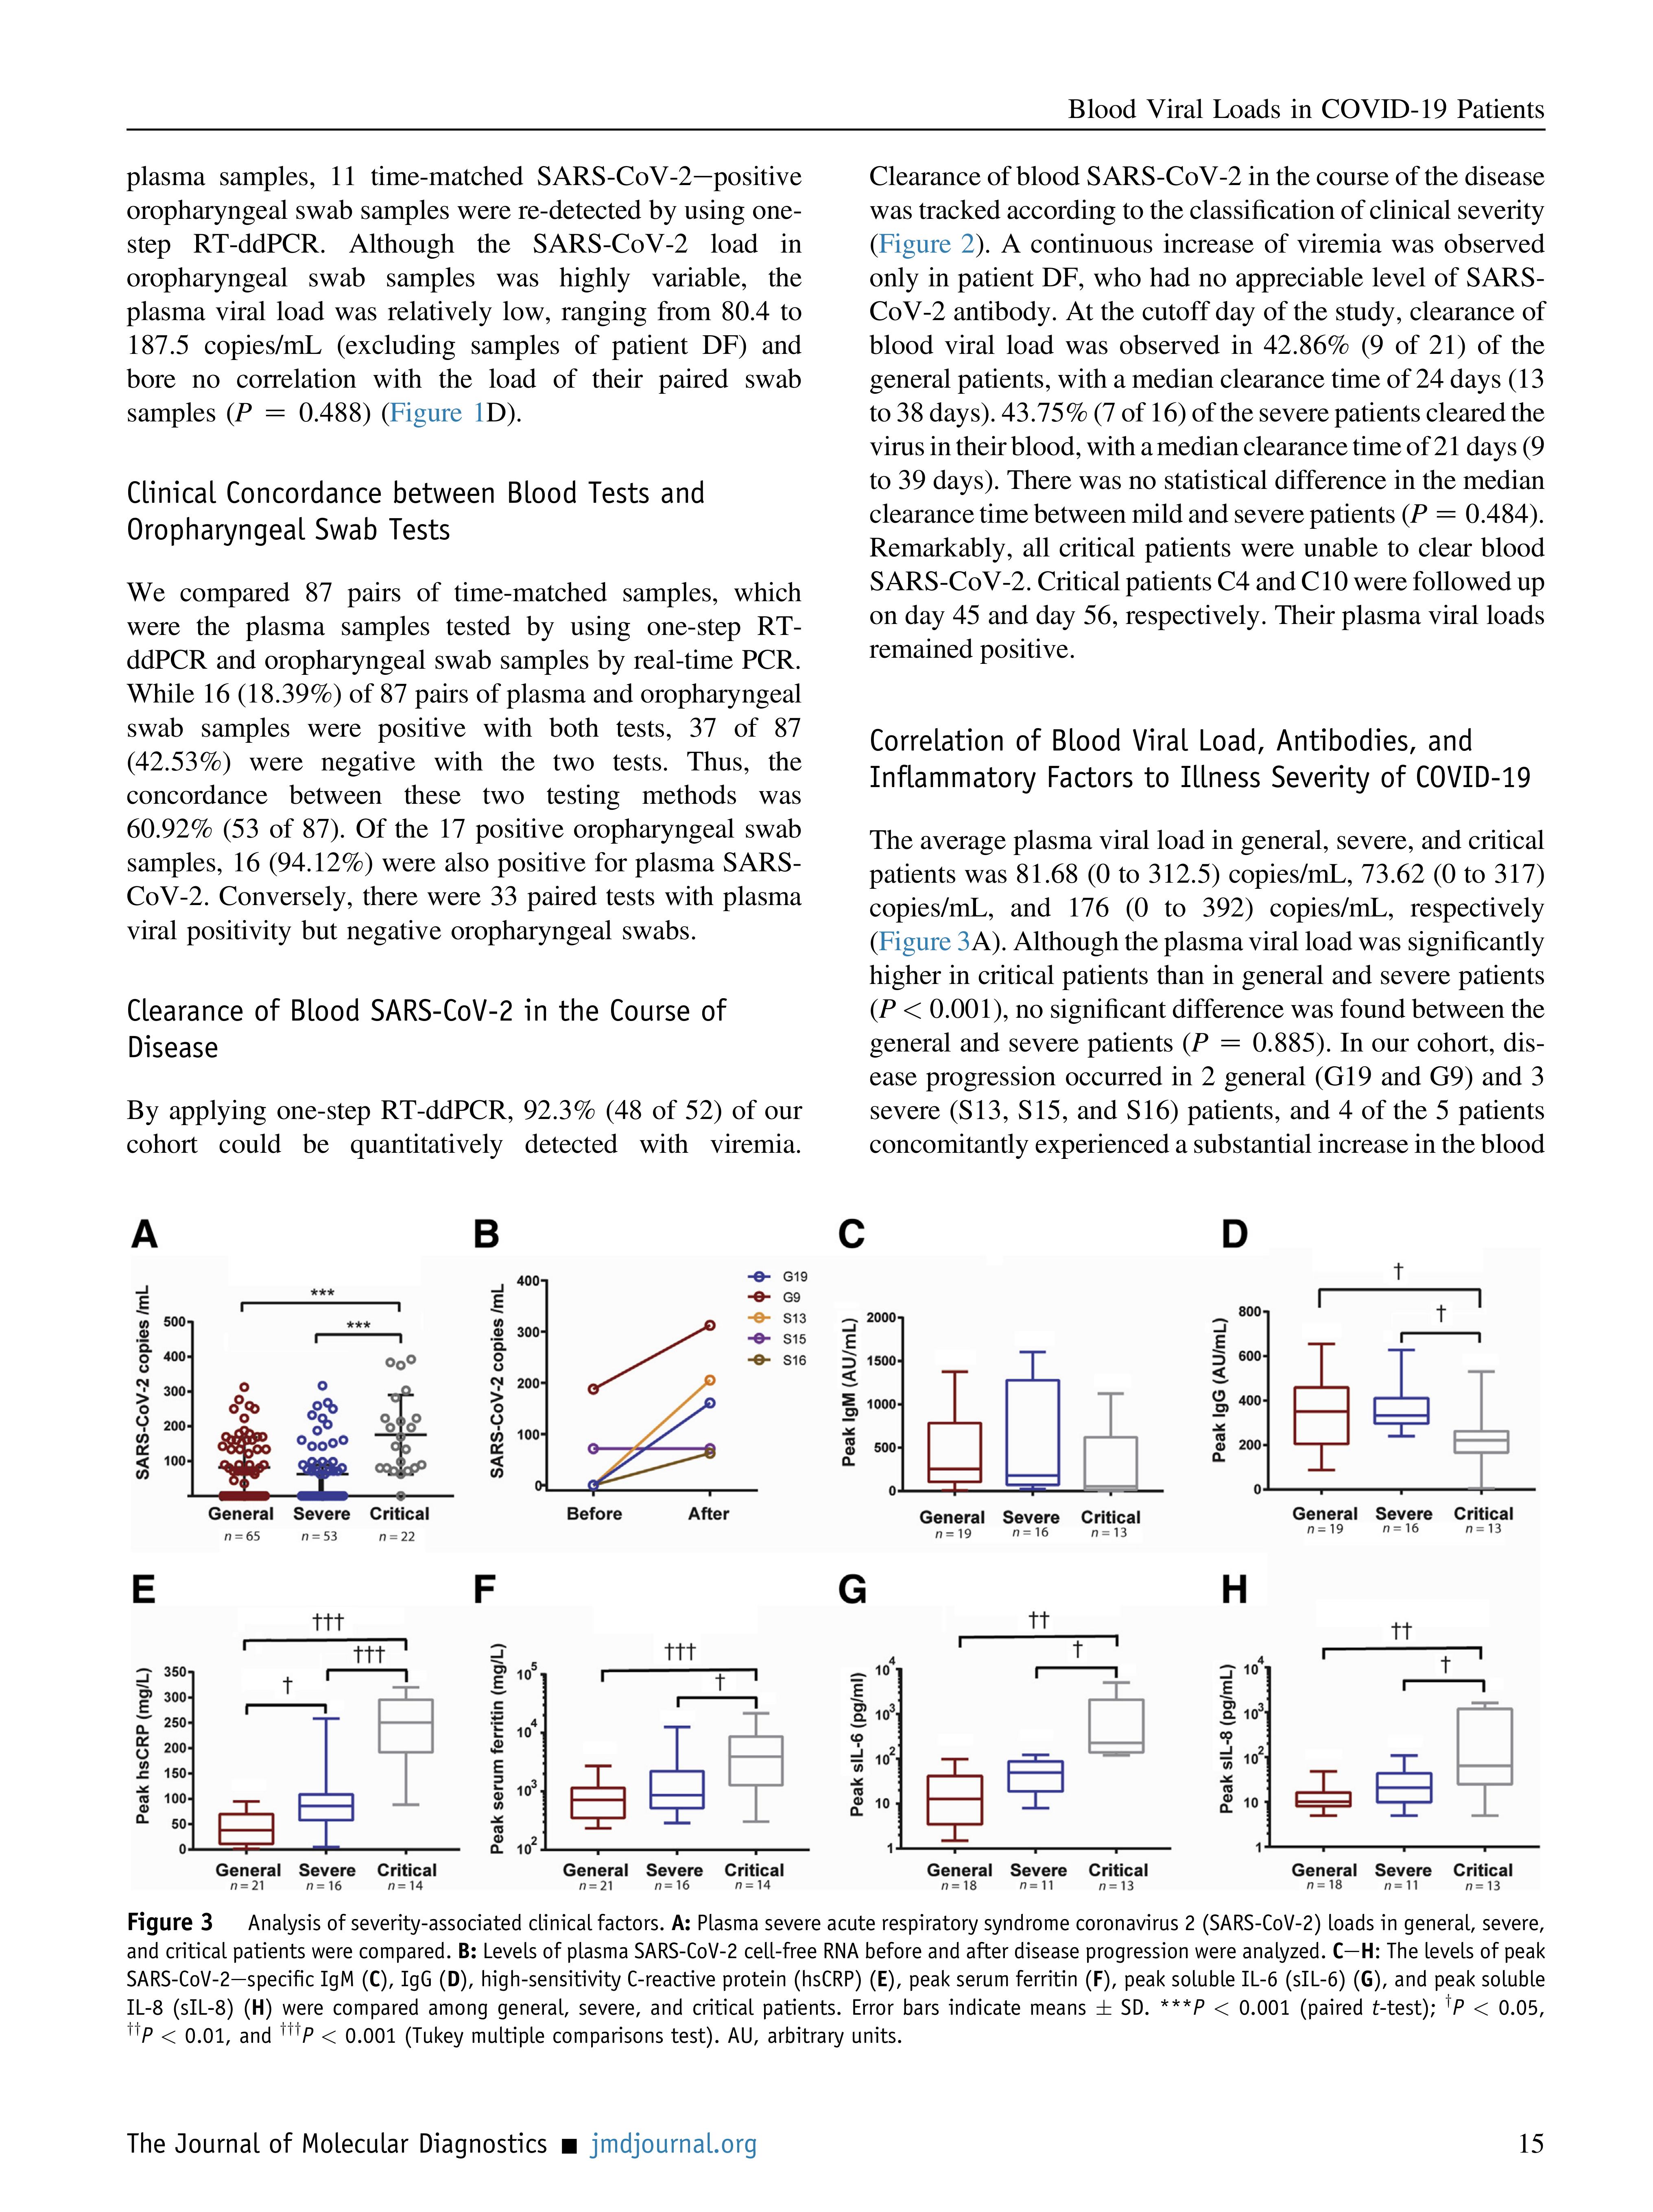 Blood Viral Loads in COVID-19 Patients
plasma samples, 11 time-matched SARS-CoV-2–positive
oropharyngeal swab samples were re-detected by using one-
step RT-ddPCR. Although the SARS-CoV-2 load in
oropharyngeal swab samples was highly variable, the
plasma viral load was relatively low, ranging from 80.4 to
187.5 copies/mL (excluding samples of patient DF) and
bore no correlation with the load of their paired swab
samples (P = 0.488) (Figure 1D).
Clinical Concordance between Blood Tests and
Oropharyngeal Swab Tests
We compared 87 pairs of time-matched samples, which
were the plasma samples tested by using one-step RT-
ddPCR and oropharyngeal swab samples by real-time PCR.
While 16 (18.39%) of 87 pairs of plasma and oropharyngeal
swab samples were positive with both tests, 37 of 87
(42.53%) were negative with the two tests. Thus, the
concordance between these two testing methods was
60.92% (53 of 87). Of the 17 positive oropharyngeal swab
samples, 16 (94.12%) were also positive for plasma SARS-
CoV-2. Conversely, there were 33 paired tests with plasma
viral positivity but negative oropharyngeal swabs.
Clearance of Blood SARS-CoV-2 in the Course of
Disease
By applying one-step RT-ddPCR, 92.3% (48 of 52) of our
cohort could be quantitatively detected with viremia.
Clearance of blood SARS-CoV-2 in the course of the disease
was tracked according to the classification of clinical severity
(Figure 2). A continuous increase of viremia was observed
only in patient DF, who had no appreciable level of SARS-
CoV-2 antibody. At the cutoff day of the study, clearance of
blood viral load was observed in 42.86% (9 of 21) of the
general patients, with a median clearance time of 24 days (13
to 38 days). 43.75% (7 of 16) of the severe patients cleared the
virus in their blood, with a median clearance time of 21 days (9
to 39 days). There was no statistical difference in the median
clearance time between mild and severe patients (P = 0.484).
Remarkably, all critical patients were unable to clear blood
SARS-CoV-2. Critical patients C4 and C10 were followed up
on day 45 and day 56, respectively. Their plasma viral loads
remained positive.
Correlation of Blood Viral Load, Antibodies, and
Inflammatory Factors to Illness Severity of COVID-19
The average plasma viral load in general, severe, and critical
patients was 81.68 (0 to 312.5) copies/mL, 73.62 (0 to 317)
copies/mL, and 176 (0 to 392) copies/mL, respectively
(Figure 3A). Although the plasma viral load was significantly
higher in critical patients than in general and severe patients
(P < 0.001), no significant difference was found between the
general and severe patients (P = 0.885). In our cohort, dis-
ease progression occurred in 2 general (G19 and G9) and 3
severe (S13, S15, and S16) patients, and 4 of the 5 patients
concomitantly experienced a substantial increase in the blood
A
SARS-CoV-2 copies /mL
500
400
300
200
100
***
***
General Severe Critical
n = 65 n = 53 n = 22
B
SARS-CoV-2 copies /mL
400
300
200
100
0
G19
G9
S13
S15
S16
Before After
C
Peak IgM (AU/mL)
2000
1500
1000
500
0
General Severe Critical
n = 19 n = 16 n = 13
D
Peak IgG (AU/mL)
800
600
400
200
0
†
†
General Severe Critical
n = 19 n = 16 n = 13
E
Peak hsCRP (mg/L)
350
300
250
200
150
100
50
0
†††
†††
†
General Severe Critical
n = 21 n = 16 n = 14
F
Peak serum ferritin (mg/L)
10⁵
10⁴
10³
10²
†††
†
General Severe Critical
n = 21 n = 16 n = 14
G
Peak sIL-6 (pg/ml)
10⁴
10³
10²
10
1
††
†
General Severe Critical
n = 18 n = 11 n = 13
H
Peak sIL-8 (pg/mL)
10⁴
10³
10²
10
1
††
†
General Severe Critical
n = 18 n = 11 n = 13
Figure 3 Analysis of severity-associated clinical factors. A: Plasma severe acute respiratory syndrome coronavirus 2 (SARS-CoV-2) loads in general, severe,
and critical patients were compared. B: Levels of plasma SARS-CoV-2 cell-free RNA before and after disease progression were analyzed. C–H: The levels of peak
SARS-CoV-2–specific IgM (C), IgG (D), high-sensitivity C-reactive protein (hsCRP) (E), peak serum ferritin (F), peak soluble IL-6 (sIL-6) (G), and peak soluble
IL-8 (sIL-8) (H) were compared among general, severe, and critical patients. Error bars indicate means ± SD. ***P < 0.001 (paired t-test); †P < 0.05,
††P < 0.01, and †††P < 0.001 (Tukey multiple comparisons test). AU, arbitrary units.
The Journal of Molecular Diagnostics ■ jmdjournal.org
15